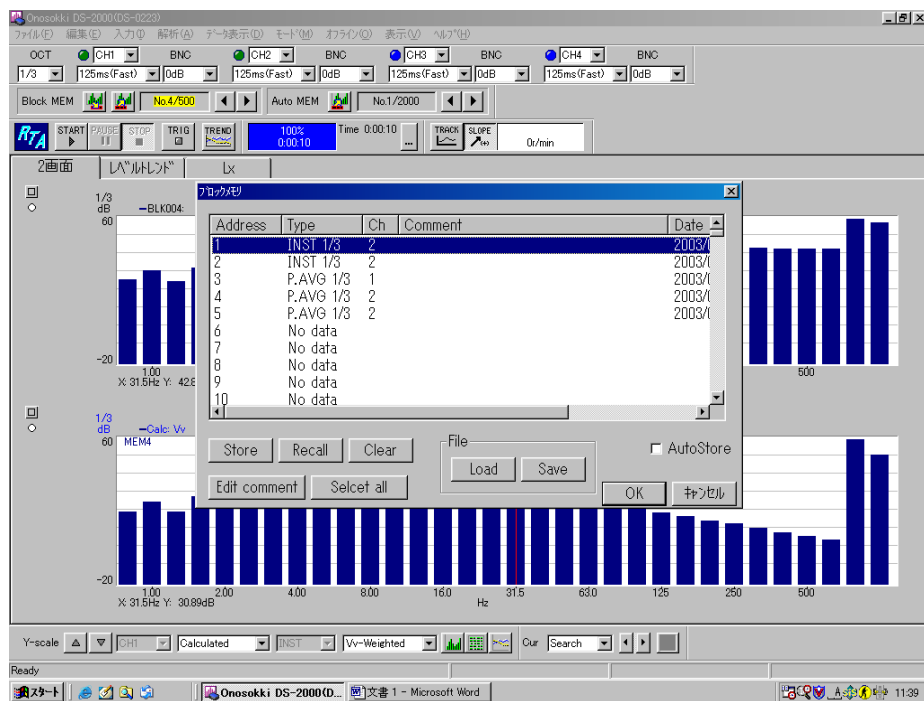 Onosokki DS-2000(DS-0223)
ファイル(F) 編集(E) 入力(I) 解析(A) データ表示(D) モード(M) オフライン(O) 表示(V) ヘルプ(H)
OCT CH1 BNC CH2 BNC CH3 BNC CH4 BNC
1/3 125ms(Fast) 0dB 125ms(Fast) 0dB 125ms(Fast) 0dB 125ms(Fast) 0dB
Block MEM No.4/500 Auto MEM No.1/2000
RTA START PAUSE STOP TRIG TREND 100% 0:00:10 Time 0:00:10 ... TRACK SLOPE 0r/min
2画面 レベルトレンド Lx
1/3
dB －BLK004:
60
-20
1.00 500
X: 31.5Hz Y: 42.8
ブロックメモリ
Address Type Ch Comment Date
1 INST 1/3 2 2003/0
2 INST 1/3 2 2003/0
3 P.AVG 1/3 1 2003/0
4 P.AVG 1/3 2 2003/0
5 P.AVG 1/3 2 2003/0
6 No data
7 No data
8 No data
9 No data
10 No data
Store Recall Clear
File
Load Save
AutoStore
Edit comment Selcet all
OK キャンセル
1/3
dB －Calc: Vv
60 MEM4
-20
1.00 2.00 4.00 8.00 16.0 31.5 63.0 125 250 500
X: 31.5Hz Y: 30.89dB Hz
Y-scale CH1 Calculated INST Vv-Weighted Cur Search
Ready
スタート Onosokki DS-2000(D... 文書 1 - Microsoft Word A 11:39